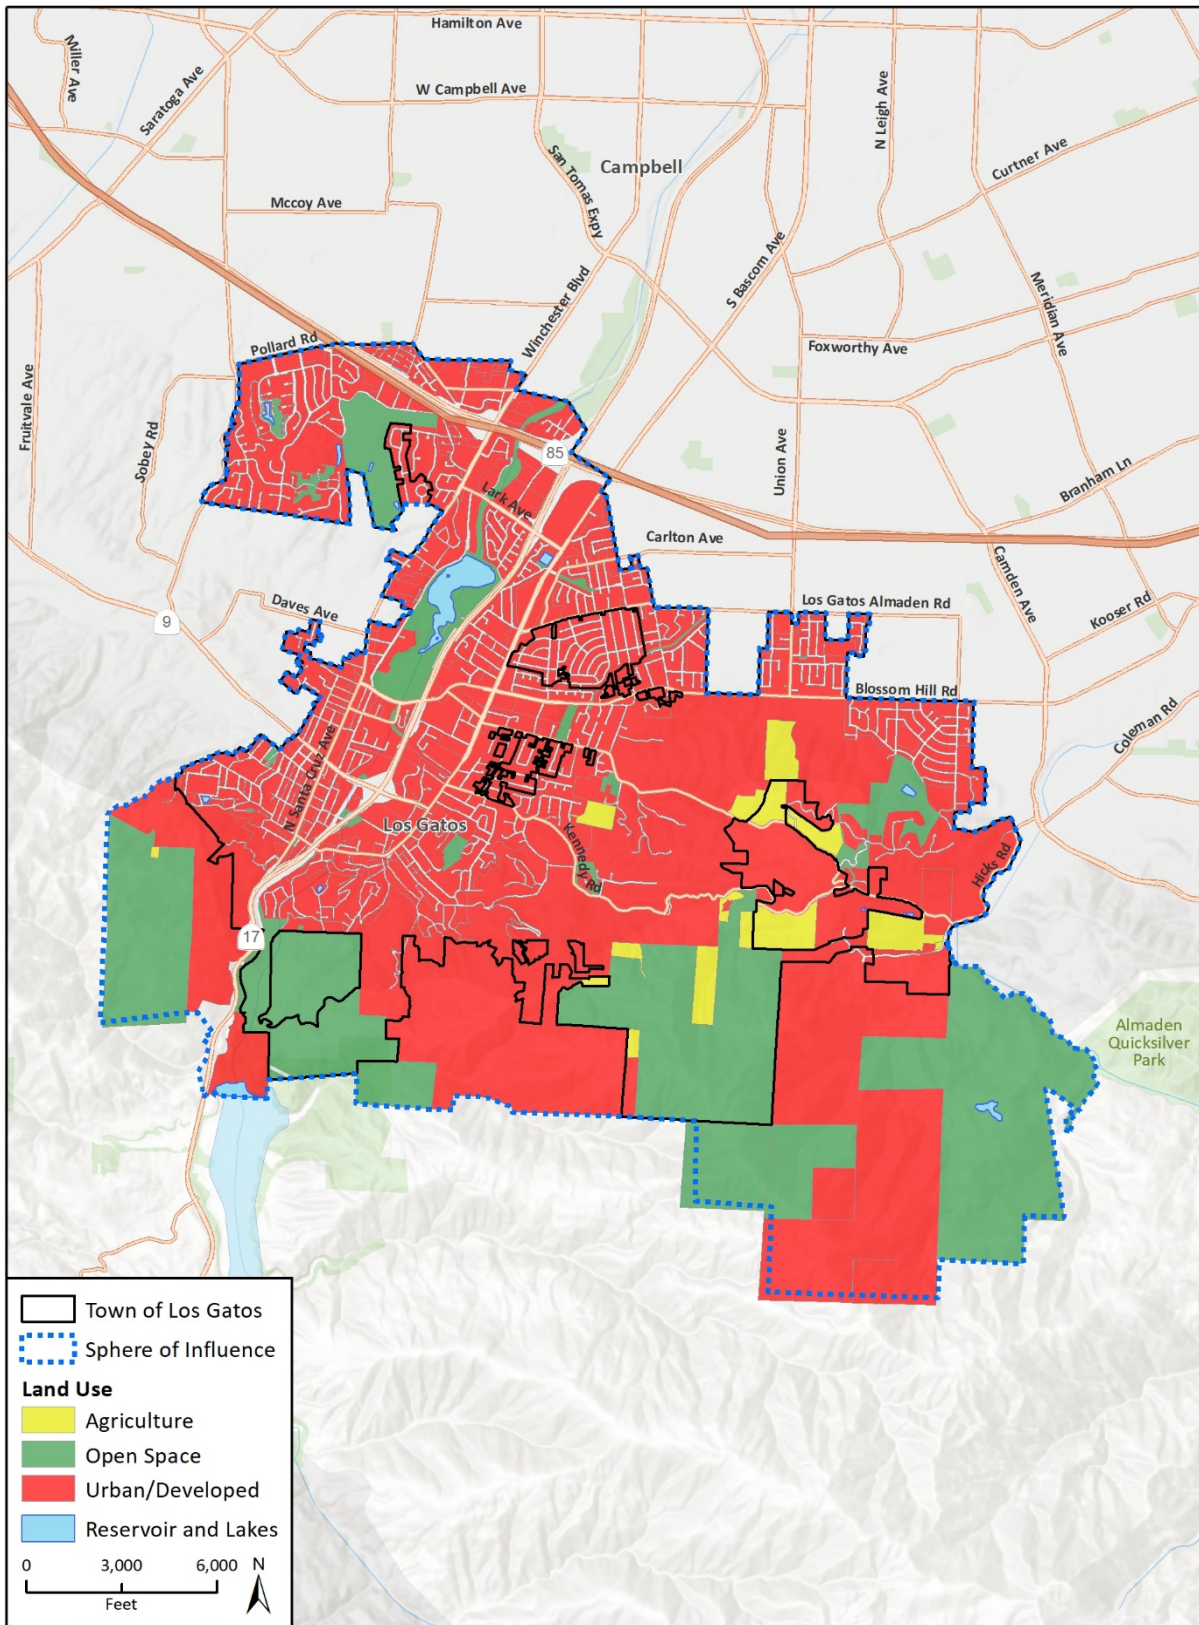 Hamilton Ave
Miller Ave
Saratoga Ave
W Campbell Ave
N Leigh Ave
San Tomas Expy
Campbell
Curtner Ave
Mccoy Ave
S Bascom Ave
Winchester Blvd
Meridian Ave
Pollard Rd
Foxworthy Ave
Fruitvale Ave
Sobey Rd
Union Ave
85
Branham Ln
Lark Ave
Carlton Ave
Camden Ave
Daves Ave
9
Los Gatos Almaden Rd
Kooser Rd
Blossom Hill Rd
Coleman Rd
N Santa Cruz Ave
Los Gatos
Kennedy Rd
Hicks Rd
17
Almaden
Quicksilver
Park
Town of Los Gatos
Sphere of Influence
Land Use
Agriculture
Open Space
Urban/Developed
Reservoir and Lakes
0 3,000 6,000 N
Feet